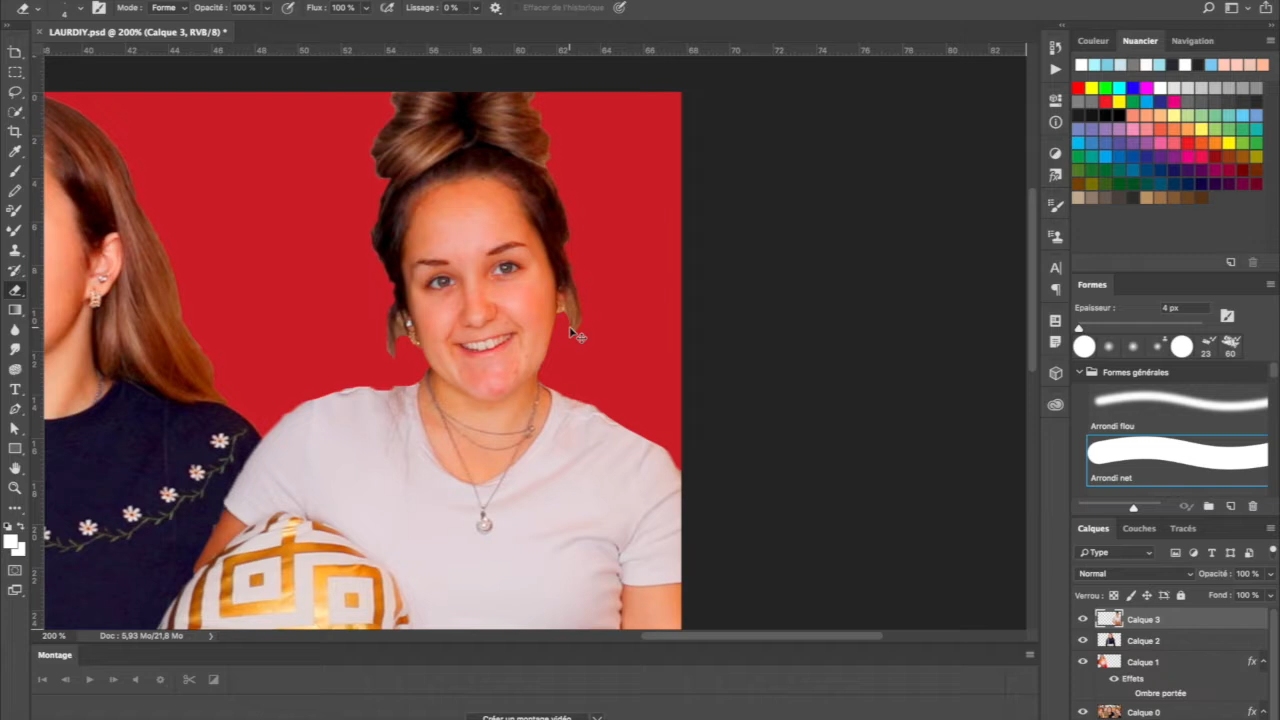 4
Mode :
Forme
Opacité :
100 %
Flux :
100 %
Lissage :
0 %
Effacer de l'historique
LAURDIY.psd @ 200% (Calque 3, RVB/8) *
40 42 44 46 48 50 52 54 56 58 60 62 64 66 68 70 72 74 76 78 80 82
Couleur
Nuancier
Navigation
Formes
Epaisseur :
4 px
23
60
Formes générales
Arrondi flou
Arrondi net
Calques
Couches
Tracés
Type
Normal
Opacité :
100 %
Verrou :
Fond :
100 %
Calque 3
Calque 2
Calque 1
fx
Effets
Ombre portée
Calque 0
fx
200 %
Doc : 5,93 Mo/21,8 Mo
Montage
Créer un montage vidéo